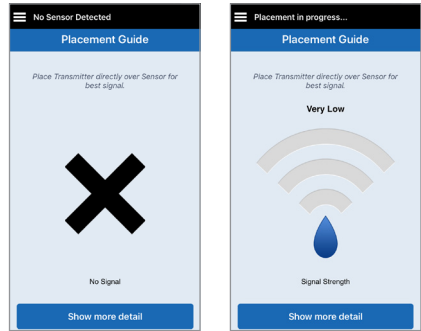 No Sensor Detected
Placement Guide
Place Transmitter directly over Sensor for
best signal.
No Signal
Show more detail
Placement in progress...
Placement Guide
Place Transmitter directly over Sensor for
best signal.
Very Low
Signal Strength
Show more detail